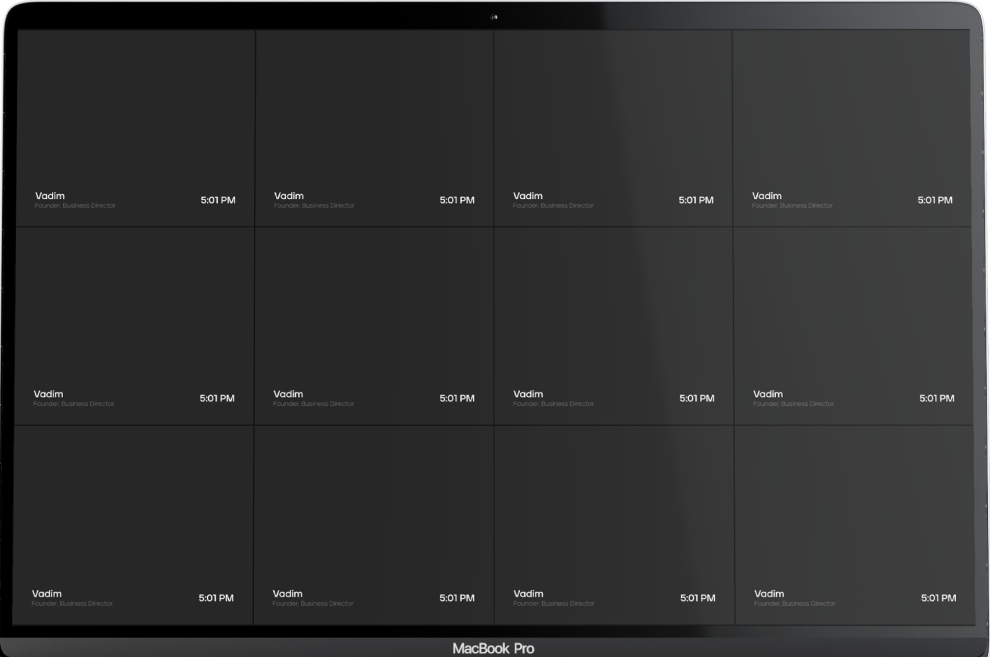 Vadim
Founder, Business Director
5:01 PM
Vadim
Founder, Business Director
5:01 PM
Vadim
Founder, Business Director
5:01 PM
Vadim
Founder, Business Director
5:01 PM
Vadim
Founder, Business Director
5:01 PM
Vadim
Founder, Business Director
5:01 PM
Vadim
Founder, Business Director
5:01 PM
Vadim
Founder, Business Director
5:01 PM
Vadim
Founder, Business Director
5:01 PM
Vadim
Founder, Business Director
5:01 PM
Vadim
Founder, Business Director
5:01 PM
Vadim
Founder, Business Director
5:01 PM
MacBook Pro